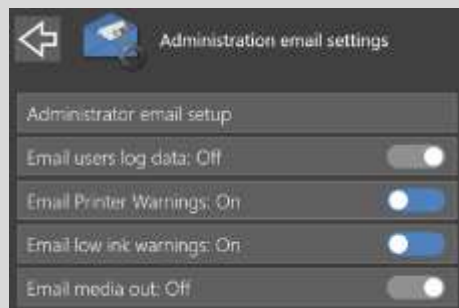 Administration email settings
Administrator email setup
Email users log data: Off
Email Printer Warnings: On
Email low ink warnings: On
Email media out: Off